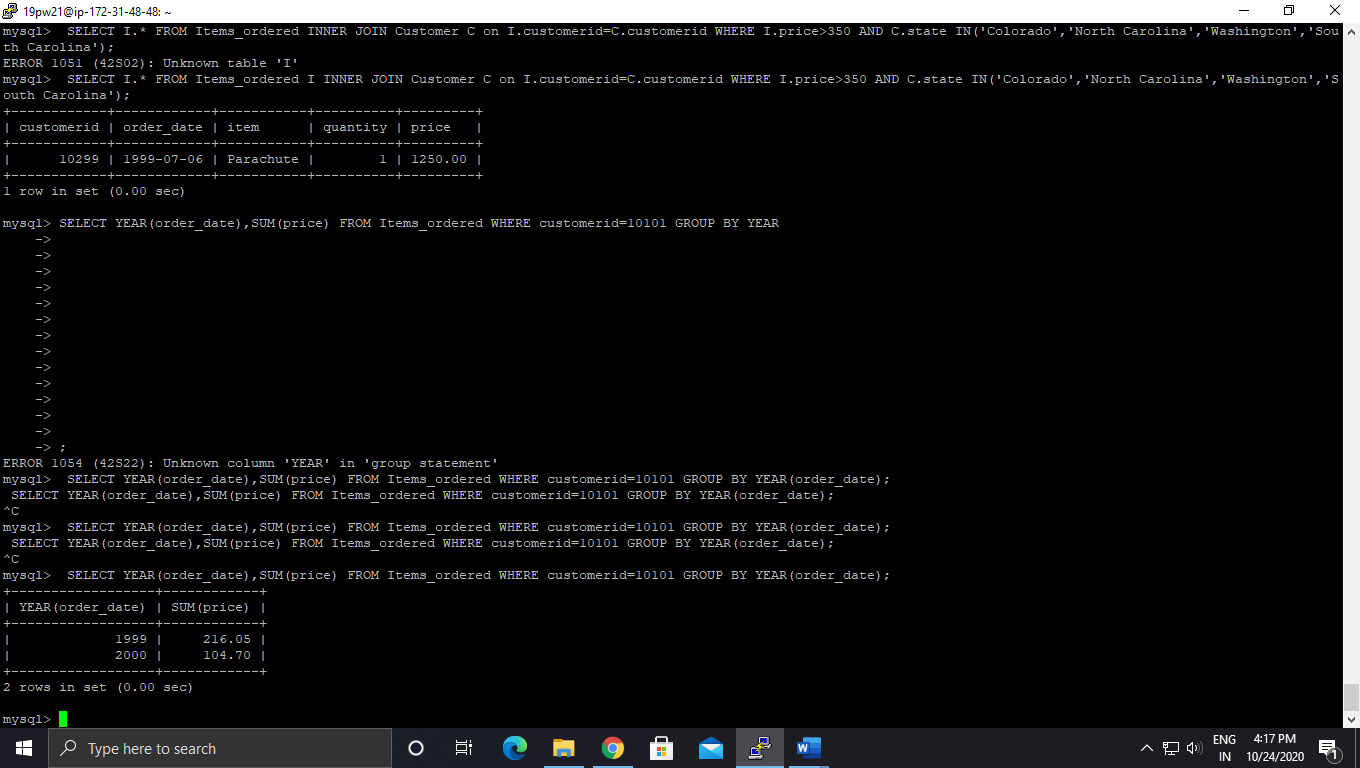 19pw21@ip-172-31-48-48: ~
mysql>  SELECT I.* FROM Items_ordered INNER JOIN Customer C on I.customerid=C.customerid WHERE I.price>350 AND C.state IN('Colorado','North Carolina','Washington','Sou
th Carolina');
ERROR 1051 (42S02): Unknown table 'I'
mysql>  SELECT I.* FROM Items_ordered I INNER JOIN Customer C on I.customerid=C.customerid WHERE I.price>350 AND C.state IN('Colorado','North Carolina','Washington','S
outh Carolina');
+------------+------------+-----------+----------+---------+
| customerid | order_date | item      | quantity | price   |
+------------+------------+-----------+----------+---------+
|      10299 | 1999-07-06 | Parachute |        1 | 1250.00 |
+------------+------------+-----------+----------+---------+
1 row in set (0.00 sec)
mysql> SELECT YEAR(order_date),SUM(price) FROM Items_ordered WHERE customerid=10101 GROUP BY YEAR
    ->
    ->
    ->
    ->
    ->
    ->
    ->
    ->
    ->
    ->
    ->
    ->
    ->
    -> ;
ERROR 1054 (42S22): Unknown column 'YEAR' in 'group statement'
mysql>  SELECT YEAR(order_date),SUM(price) FROM Items_ordered WHERE customerid=10101 GROUP BY YEAR(order_date);
 SELECT YEAR(order_date),SUM(price) FROM Items_ordered WHERE customerid=10101 GROUP BY YEAR(order_date);
^C
mysql>  SELECT YEAR(order_date),SUM(price) FROM Items_ordered WHERE customerid=10101 GROUP BY YEAR(order_date);
 SELECT YEAR(order_date),SUM(price) FROM Items_ordered WHERE customerid=10101 GROUP BY YEAR(order_date);
^C
mysql>  SELECT YEAR(order_date),SUM(price) FROM Items_ordered WHERE customerid=10101 GROUP BY YEAR(order_date);
+------------------+------------+
| YEAR(order_date) | SUM(price) |
+------------------+------------+
|             1999 |     216.05 |
|             2000 |     104.70 |
+------------------+------------+
2 rows in set (0.00 sec)
mysql>
Type here to search
ENG
IN
4:17 PM
10/24/2020
1